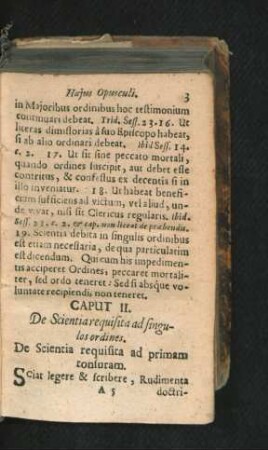 Hujus Opusculi. 3
in Majoribus ordinibus hoc testimonium
continuari debeat. Trid. Sess. 23. 16. Ut
literas dimissorias à suo Episcopo habeat,
si ab alio ordinari debeat. ibid Sess. 14.
c. 2. 17. Ut sit sine peccato mortali,
quando ordines suscipit, aut debet esse
contritus, & confessus ex decentis si in
illo inveniatur. 18. Ut habeat benefi-
cium sufficiens ad victum, vel aliud, un-
de vivat, nisi sit Clericus regularis. ibid.
Sess. 23. c. 2. & cap. non liceat de præbendis.
19. Scientia debita in singulis ordinibus
est etiam necessaria, de qua particulatim
est dicendum. Qui cum his impedimen-
tis acciperet Ordines, peccaret mortali-
ter, sed ordo teneret: Sed si absque vo-
luntate recipiendi, non teneret.
CAPUT II.
De Scientia requisita ad singu-
los ordines.
De Scientia requisita ad primam
tonsuram.
Sciat legere & scribere, Rudimenta
A 5 doctri-